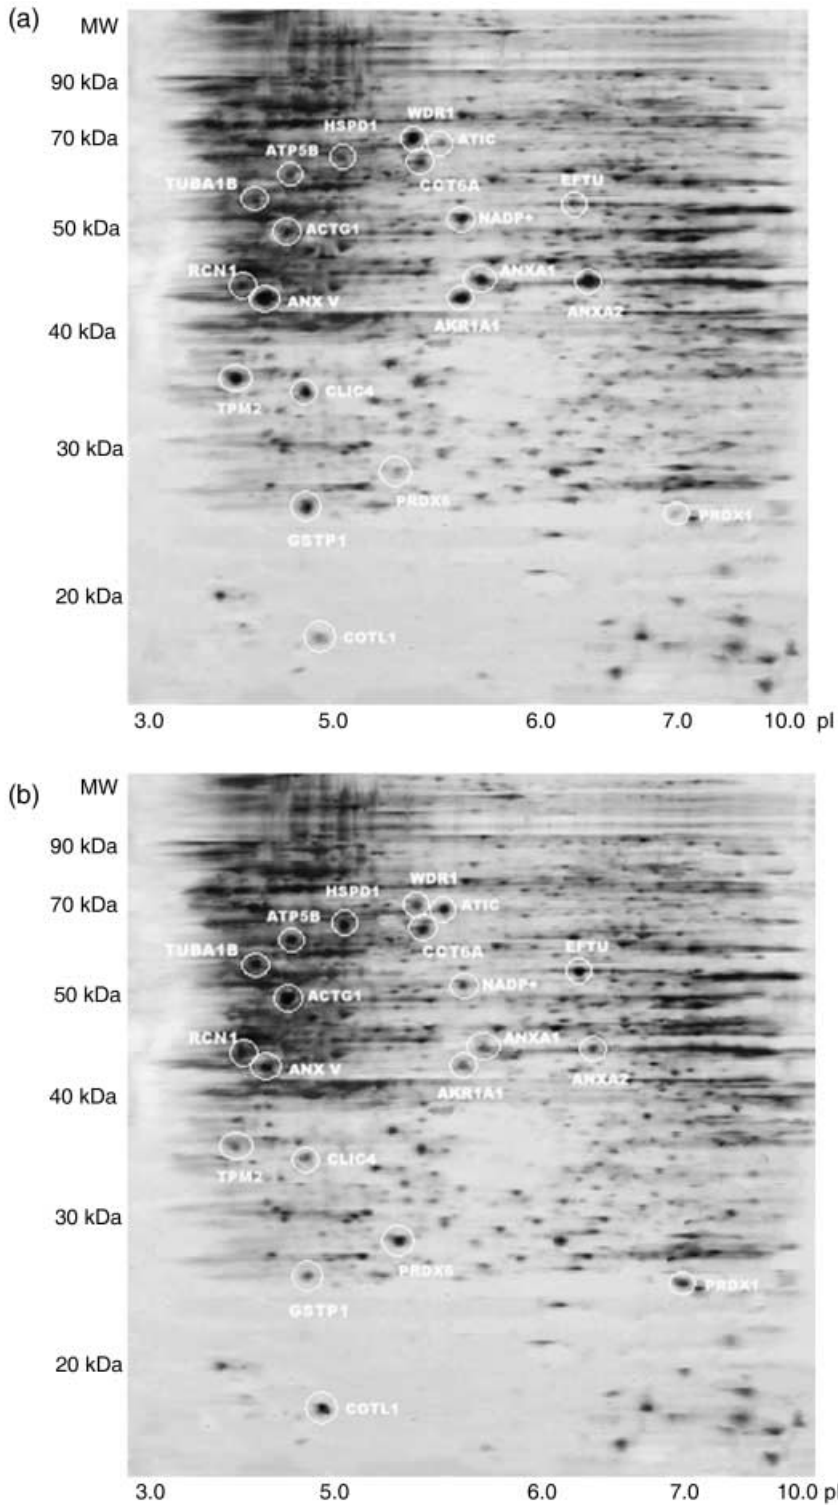 (a)
MW
90 kDa
WDR1
70 kDa
HSPD1
ATIC
ATP5B
TUBA1B
CCT6A
EFTU
NADP+
50 kDa
ACTG1
RCN1
ANXA1
ANX V
AKR1A1
ANXA2
40 kDa
TPM2
CLIC4
30 kDa
PRDX6
PRDX1
GSTP1
20 kDa
COTL1
3.0 5.0 6.0 7.0 10.0 pI
(b)
MW
90 kDa
WDR1
HSPD1
70 kDa
ATIC
ATP5B
TUBA1B
CCT6A
EFTU
NADP+
50 kDa
ACTG1
RCN1
ANXA1
ANX V
AKR1A1
ANXA2
40 kDa
TPM2
CLIC4
30 kDa
PRDX6
PRDX1
GSTP1
20 kDa
COTL1
3.0 5.0 6.0 7.0 10.0 pI